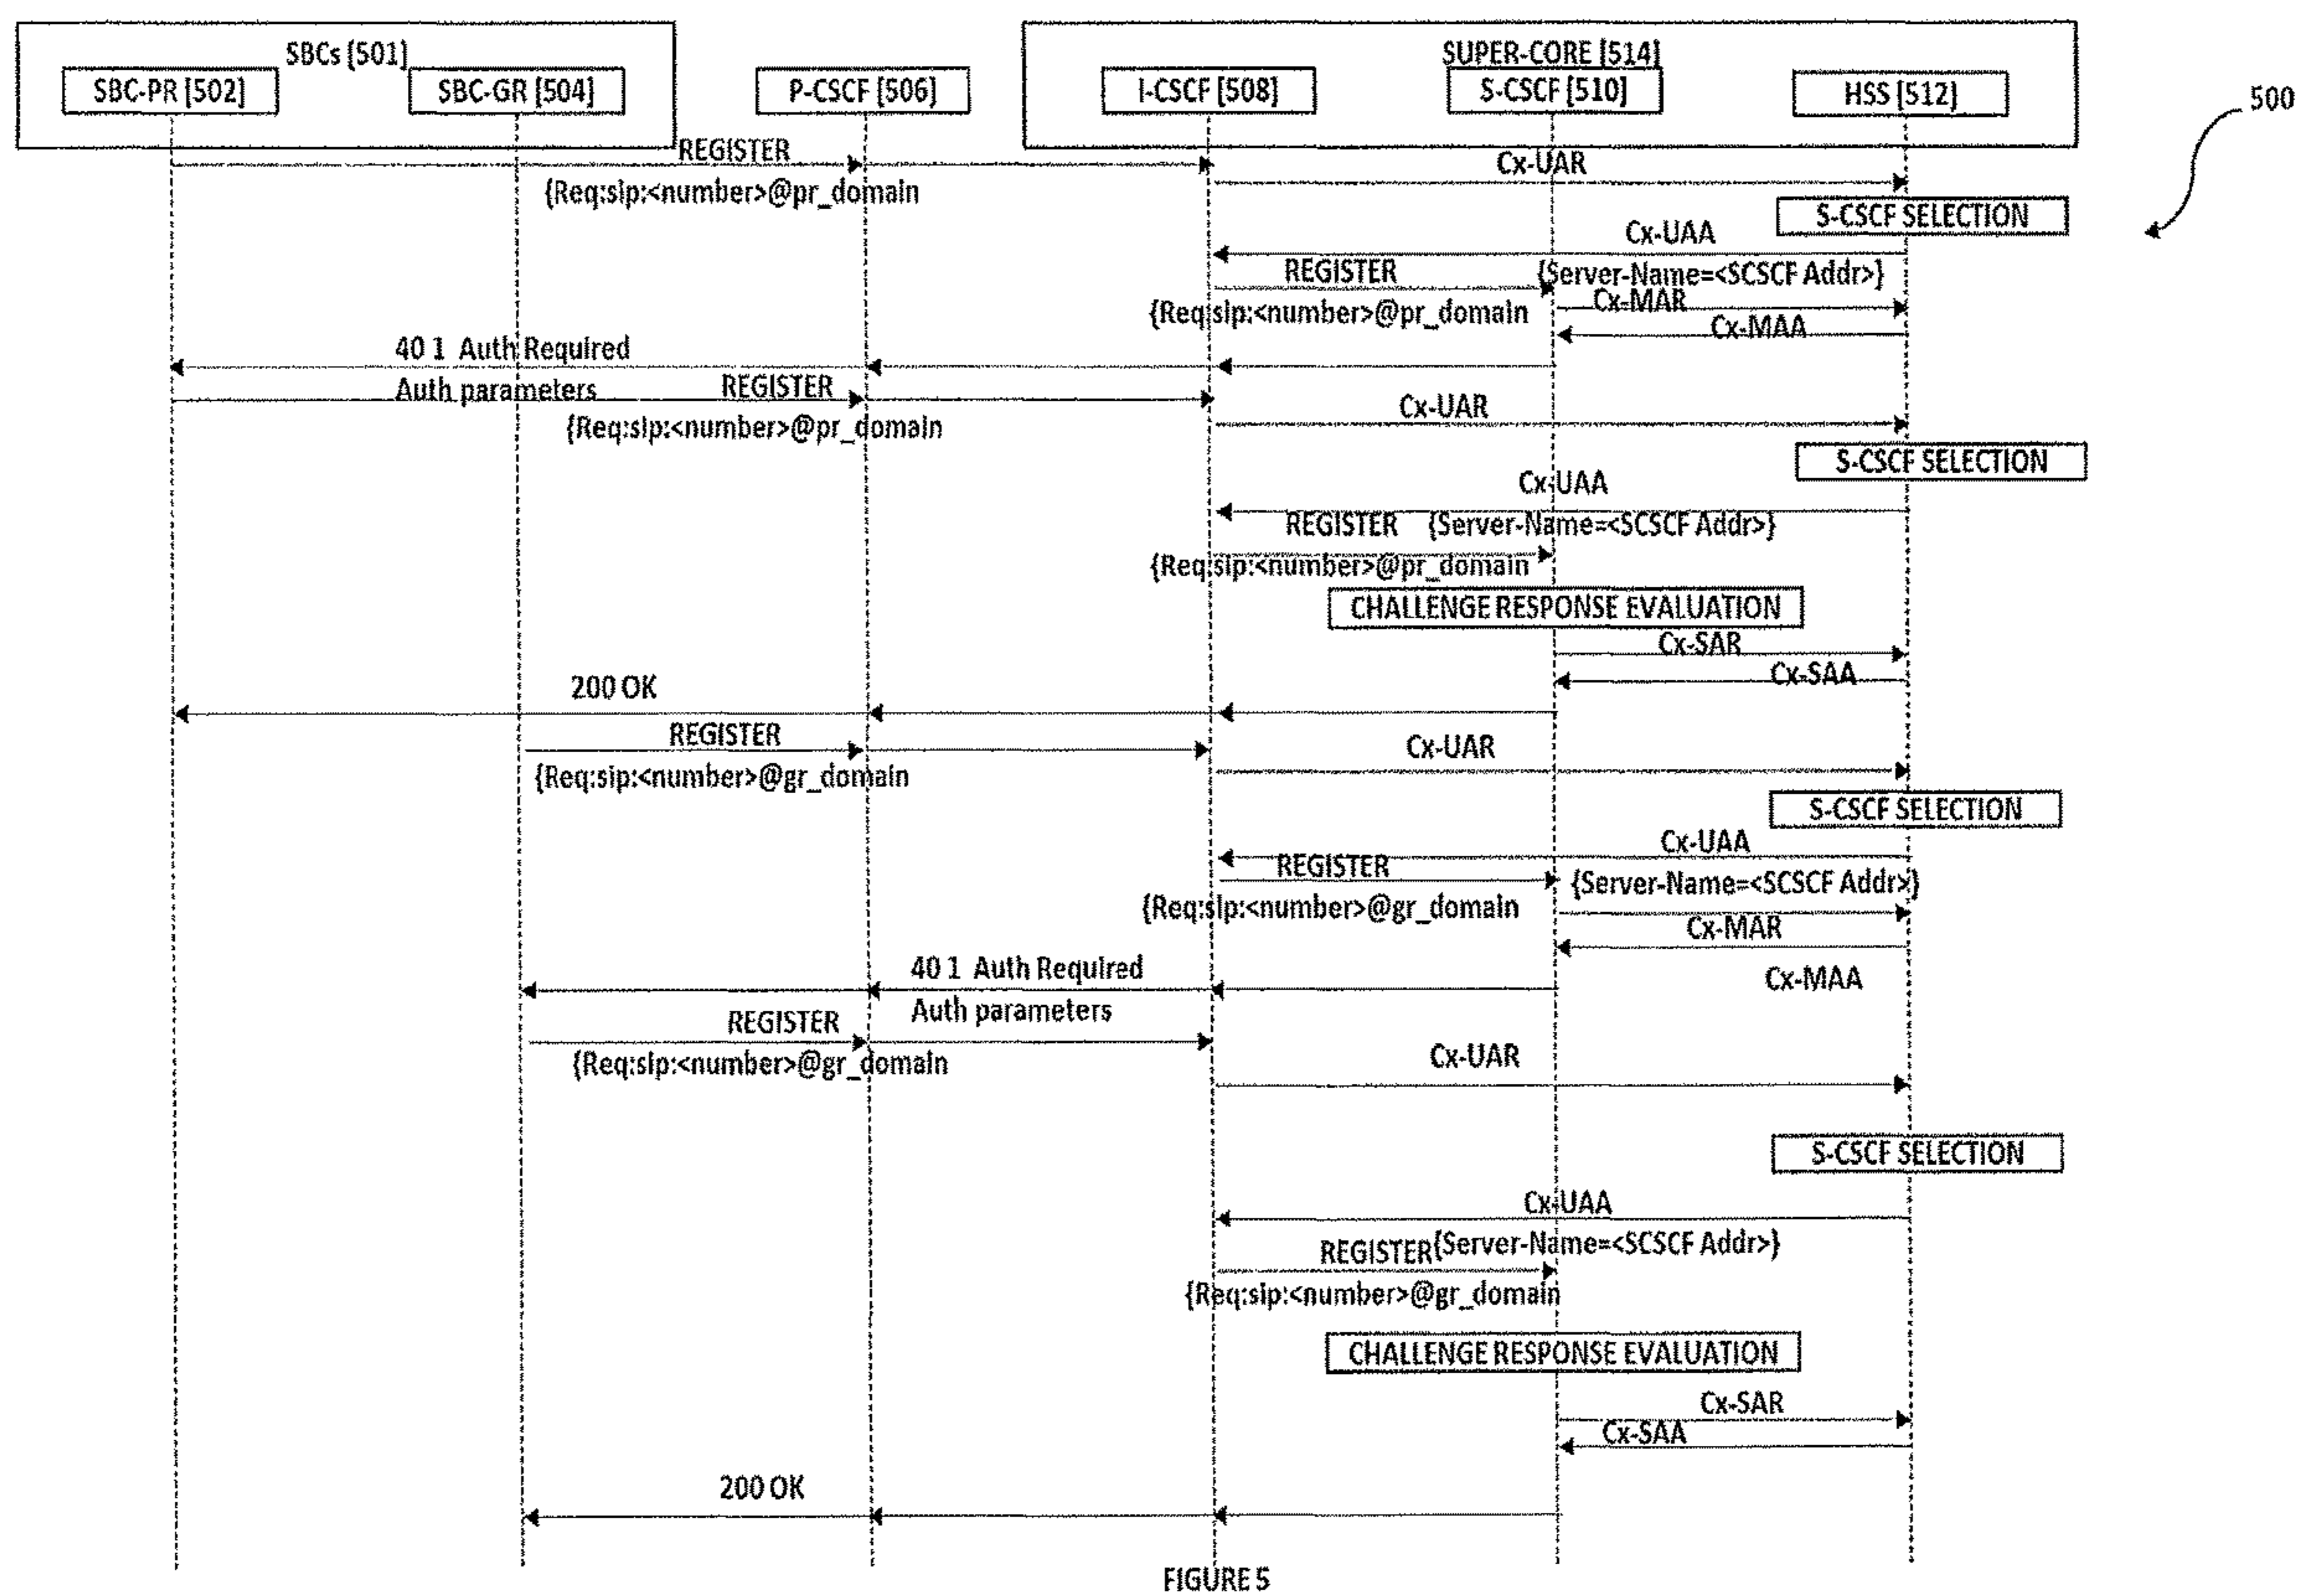 SBCs [501]
SUPER-CORE [514]
SBC-PR [502]
SBC-GR [504]
P-CSCF [506]
I-CSCF [508]
S-CSCF [510]
HSS [512]
500
REGISTER
{Req:sip:<number>@pr_domain
Cx-UAR
S-CSCF SELECTION
Cx-UAA
REGISTER
{Server-Name=<SCSCF Addr>}
{Req:sip:<number>@pr_domain
Cx-MAR
Cx-MAA
40 1 Auth Required
Auth parameters
REGISTER
{Req:sip:<number>@pr_domain
Cx-UAR
S-CSCF SELECTION
Cx-UAA
REGISTER
{Server-Name=<SCSCF Addr>}
{Req:sip:<number>@pr_domain
CHALLENGE RESPONSE EVALUATION
Cx-SAR
Cx-SAA
200 OK
REGISTER
{Req:sip:<number>@gr_domain
Cx-UAR
S-CSCF SELECTION
Cx-UAA
REGISTER
{Server-Name=<SCSCF Addr>}
{Req:sip:<number>@gr_domain
Cx-MAR
Cx-MAA
40 1 Auth Required
Auth parameters
REGISTER
{Req:sip:<number>@gr_domain
Cx-UAR
S-CSCF SELECTION
Cx-UAA
REGISTER
{Server-Name=<SCSCF Addr>}
{Req:sip:<number>@gr_domain
CHALLENGE RESPONSE EVALUATION
Cx-SAR
Cx-SAA
200 OK
FIGURE 5